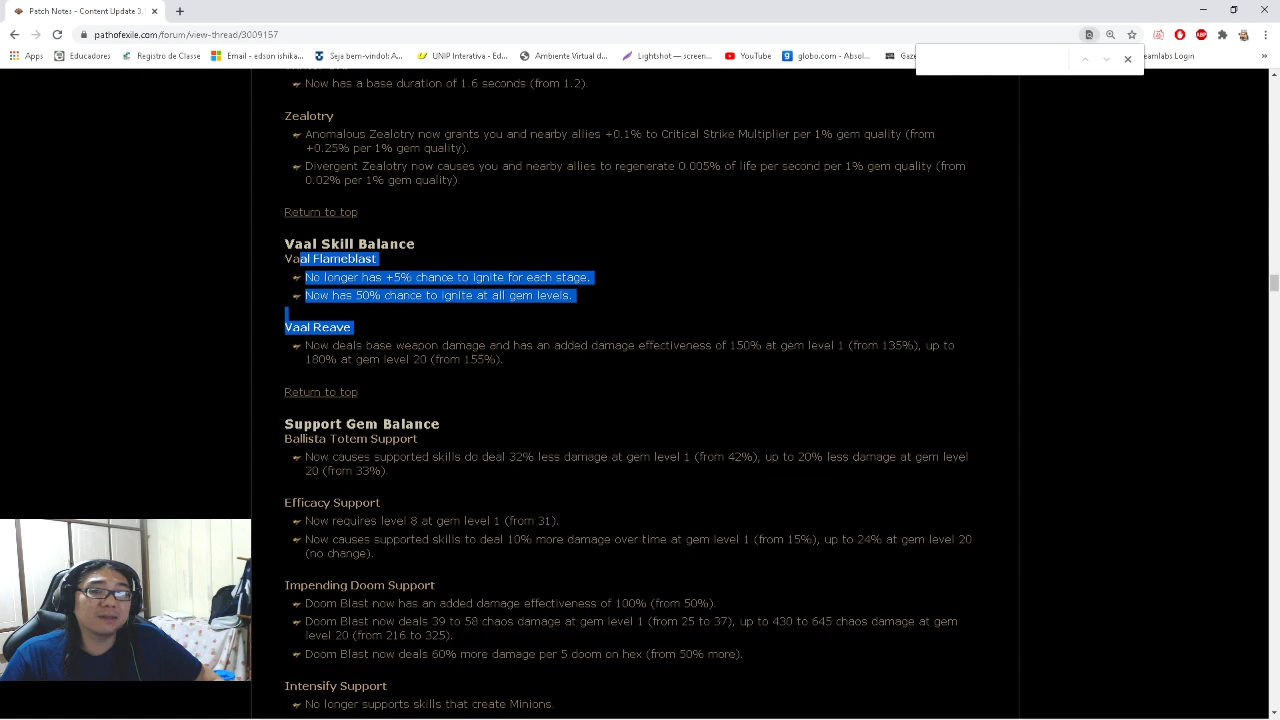 Patch Notes - Content Update 3.
pathofexile.com/forum/view-thread/3009157
Apps
Educadores
Registro de Classe
Email - edson ishika...
Seja bem-vindo!: A...
UNIP Interativa - Ed...
Ambiente Virtual d...
Lightshot — screen...
YouTube
globo.com - Absol...
Gaze
eamlabs Login
»
Now has a base duration of 1.6 seconds (from 1.2).
Zealotry
Anomalous Zealotry now grants you and nearby allies +0.1% to Critical Strike Multiplier per 1% gem quality (from
+0.25% per 1% gem quality).
Divergent Zealotry now causes you and nearby allies to regenerate 0.005% of life per second per 1% gem quality (from
0.02% per 1% gem quality).
Return to top
Vaal Skill Balance
Vaal Flameblast
No longer has +5% chance to ignite for each stage.
Now has 50% chance to ignite at all gem levels.
Vaal Reave
Now deals base weapon damage and has an added damage effectiveness of 150% at gem level 1 (from 135%), up to
180% at gem level 20 (from 155%).
Return to top
Support Gem Balance
Ballista Totem Support
Now causes supported skills do deal 32% less damage at gem level 1 (from 42%), up to 20% less damage at gem level
20 (from 33%).
Efficacy Support
Now requires level 8 at gem level 1 (from 31).
Now causes supported skills to deal 10% more damage over time at gem level 1 (from 15%), up to 24% at gem level 20
(no change).
Impending Doom Support
Doom Blast now has an added damage effectiveness of 100% (from 50%).
Doom Blast now deals 39 to 58 chaos damage at gem level 1 (from 25 to 37), up to 430 to 645 chaos damage at gem
level 20 (from 216 to 325).
Doom Blast now deals 60% more damage per 5 doom on hex (from 50% more).
Intensify Support
No longer supports skills that create Minions.